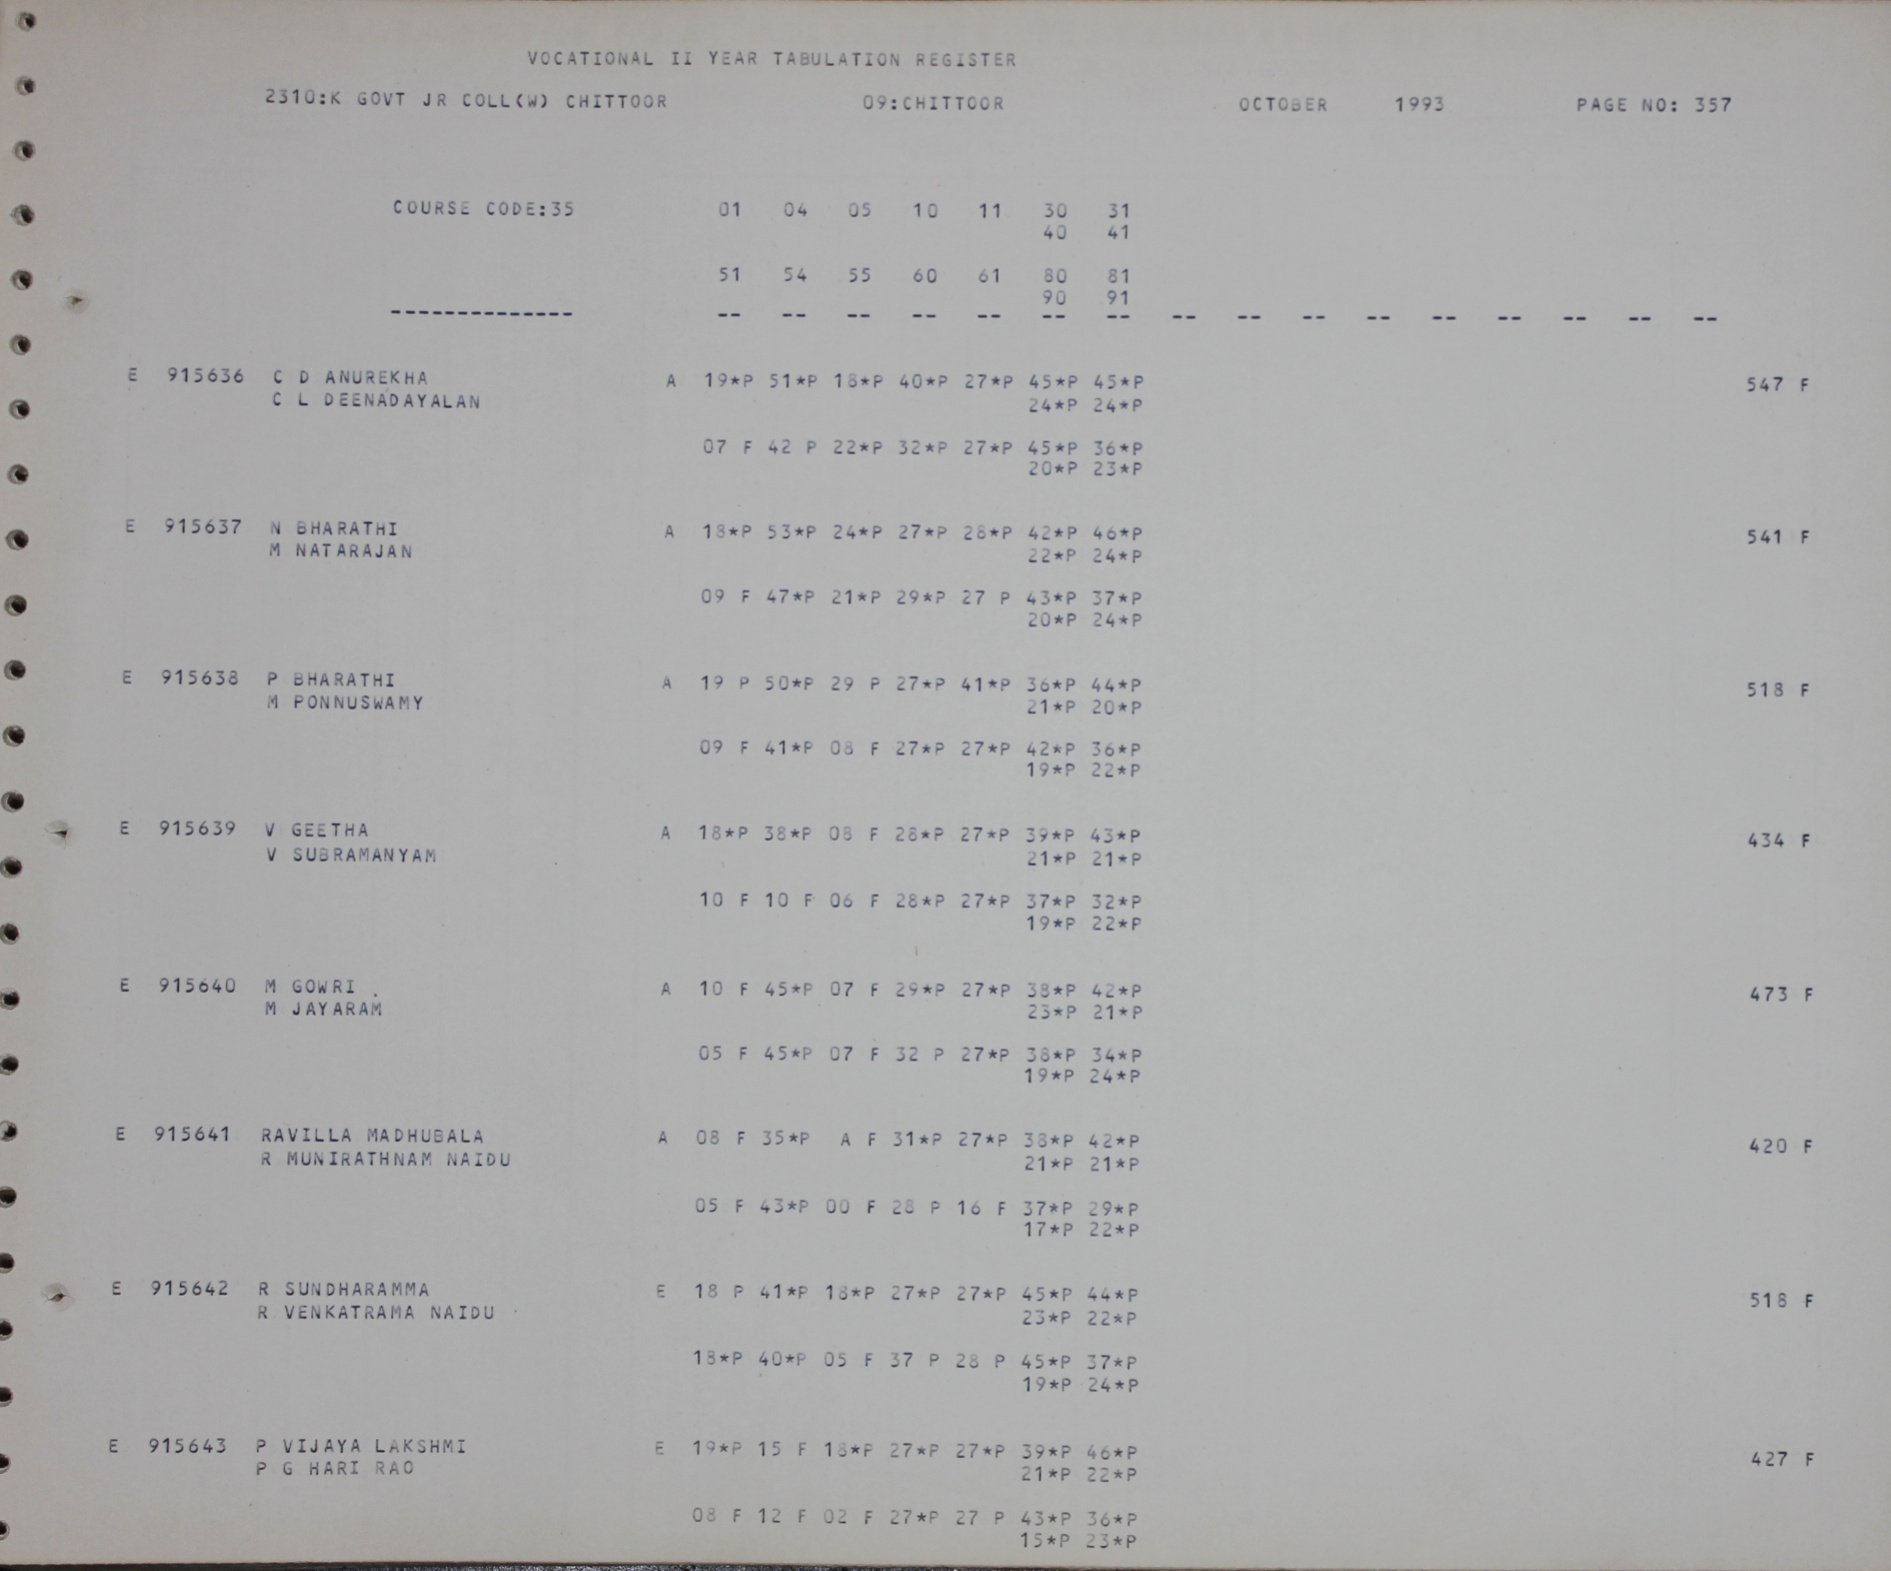 VOCATIONAL II YEAR TABULATION REGISTER
2310:K GOVT JR COLL(W) CHITTOOR 09:CHITTOOR OCTOBER 1993 PAGE NO: 357
COURSE CODE:35 01 04 05 10 11 30 31
40 41
51 54 55 60 61 80 81
90 91
-------------- -- -- -- -- -- -- -- -- -- -- -- -- -- -- -- --
E 915636 C D ANUREKHA A 19*P 51*P 18*P 40*P 27*P 45*P 45*P 547 F
C L DEENADAYALAN 24*P 24*P
07 F 42 P 22*P 32*P 27*P 45*P 36*P
20*P 23*P
E 915637 N BHARATHI A 18*P 53*P 24*P 27*P 28*P 42*P 46*P 541 F
M NATARAJAN 22*P 24*P
09 F 47*P 21*P 29*P 27 P 43*P 37*P
20*P 24*P
E 915638 P BHARATHI A 19 P 50*P 29 P 27*P 41*P 36*P 44*P 518 F
M PONNUSWAMY 21*P 20*P
09 F 41*P 08 F 27*P 27*P 42*P 36*P
19*P 22*P
E 915639 V GEETHA A 18*P 38*P 08 F 28*P 27*P 39*P 43*P 434 F
V SUBRAMANYAM 21*P 21*P
10 F 10 F 06 F 28*P 27*P 37*P 32*P
19*P 22*P
E 915640 M GOWRI A 10 F 45*P 07 F 29*P 27*P 38*P 42*P 473 F
M JAYARAM 23*P 21*P
05 F 45*P 07 F 32 P 27*P 38*P 34*P
19*P 24*P
E 915641 RAVILLA MADHUBALA A 08 F 35*P A F 31*P 27*P 38*P 42*P 420 F
R MUNIRATHNAM NAIDU 21*P 21*P
05 F 43*P 00 F 28 P 16 F 37*P 29*P
17*P 22*P
E 915642 R SUNDHARAMMA E 18 P 41*P 18*P 27*P 27*P 45*P 44*P 518 F
R VENKATRAMA NAIDU 23*P 22*P
18*P 40*P 05 F 37 P 28 P 45*P 37*P
19*P 24*P
E 915643 P VIJAYA LAKSHMI E 19*P 15 F 18*P 27*P 27*P 39*P 46*P 427 F
P G HARI RAO 21*P 22*P
08 F 12 F 02 F 27*P 27 P 43*P 36*P
15*P 23*P